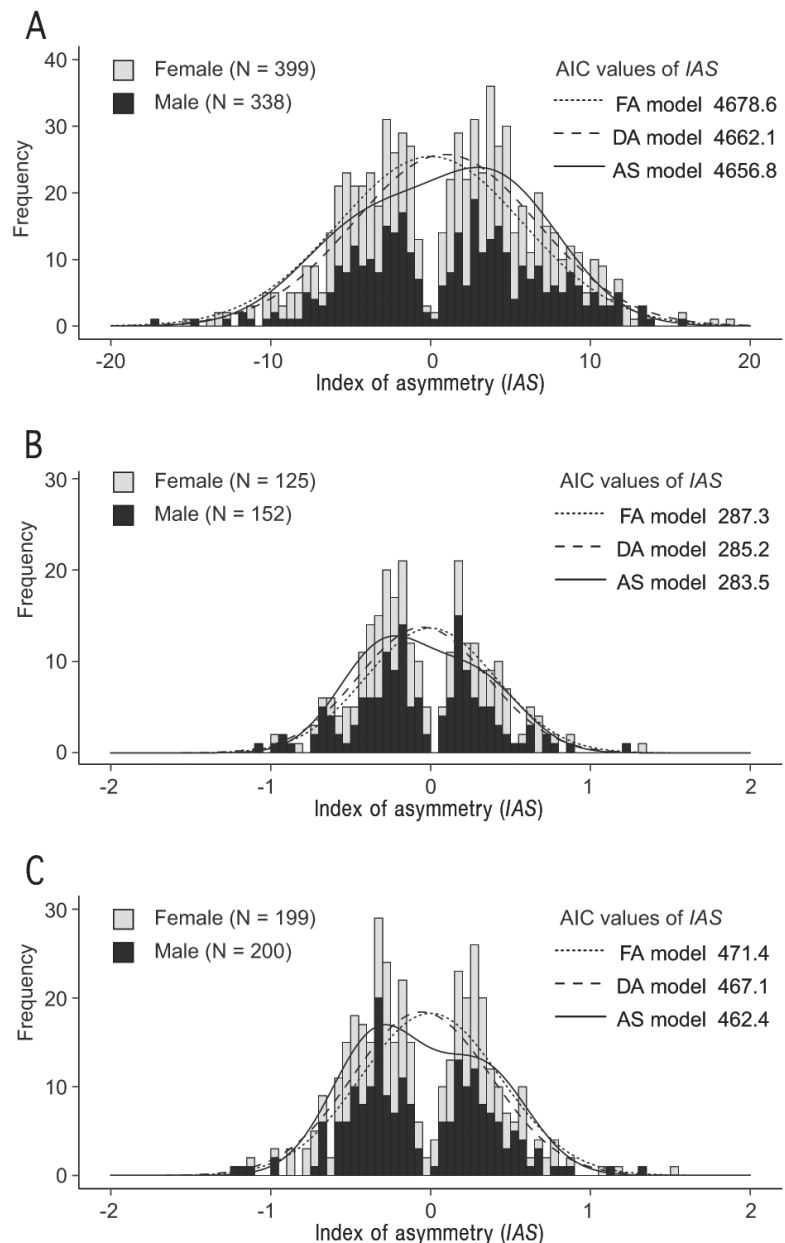 A
Female (N = 399)
Male (N = 338)
AIC values of IAS
FA model 4678.6
DA model 4662.1
AS model 4656.8
Frequency
40
30
20
10
0
-20 -10 0 10 20
Index of asymmetry (IAS)
B
Female (N = 125)
Male (N = 152)
AIC values of IAS
FA model 287.3
DA model 285.2
AS model 283.5
Frequency
30
20
10
0
-2 -1 0 1 2
Index of asymmetry (IAS)
C
Female (N = 199)
Male (N = 200)
AIC values of IAS
FA model 471.4
DA model 467.1
AS model 462.4
Frequency
30
20
10
0
-2 -1 0 1 2
Index of asymmetry (IAS)